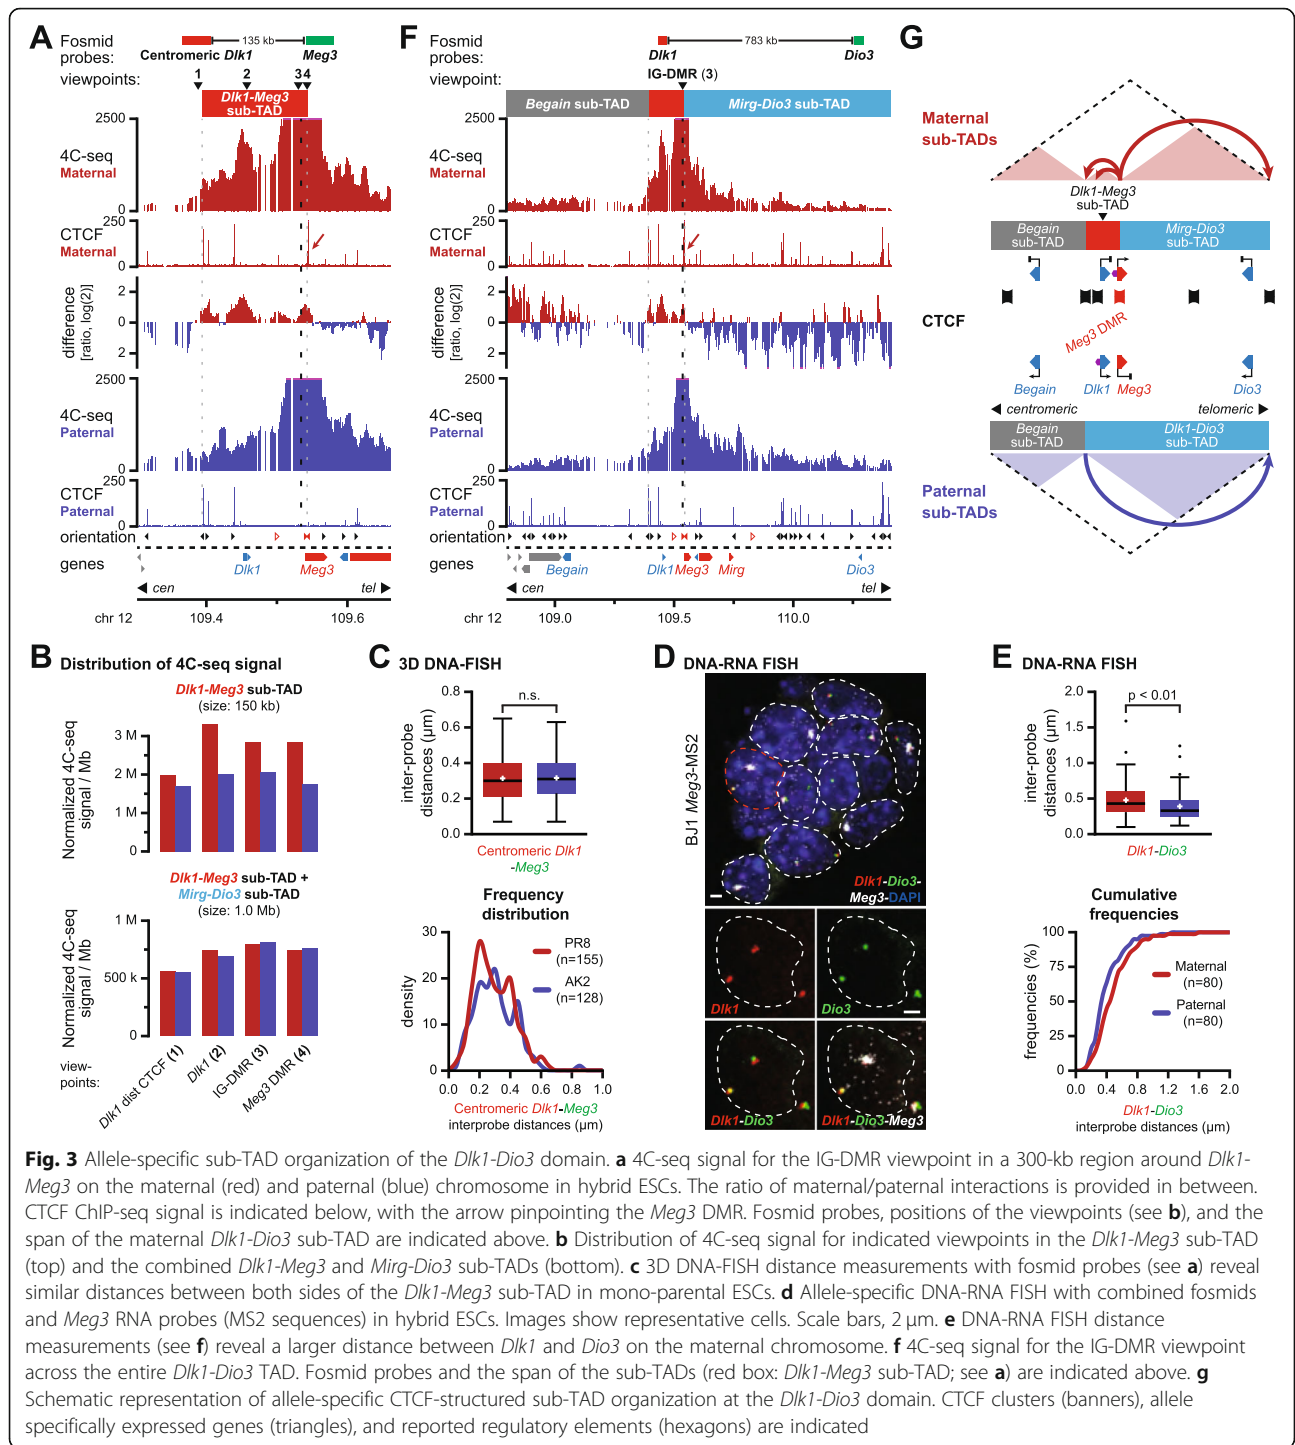 A
Fosmid probes:
135 kb
Centromeric Dlk1
Meg3
viewpoints:
1 2 3 4
Dlk1-Meg3
sub-TAD
2500
4C-seq
Maternal
0
250
CTCF
Maternal
0
difference
[ratio, log(2)]
2
0
2
2500
4C-seq
Paternal
0
250
CTCF
Paternal
0
orientation
genes
Dlk1
Meg3
cen
tel
chr 12
109.4
109.6
F
Fosmid probes:
783 kb
Dlk1
Dio3
viewpoint:
IG-DMR (3)
Begain sub-TAD
Mirg-Dio3 sub-TAD
2500
4C-seq
Maternal
0
250
CTCF
Maternal
0
difference
[ratio, log(2)]
2
0
2
2500
4C-seq
Paternal
0
250
CTCF
Paternal
0
orientation
genes
Begain
Dlk1
Meg3
Mirg
Dio3
cen
tel
chr 12
109.0
109.5
110.0
G
Maternal
sub-TADs
Dlk1-Meg3
sub-TAD
Begain
sub-TAD
Mirg-Dio3
sub-TAD
CTCF
Meg3 DMR
Begain
Dlk1
Meg3
Dio3
centromeric
telomeric
Begain
sub-TAD
Dlk1-Dio3
sub-TAD
Paternal
sub-TADs
B Distribution of 4C-seq signal
Dlk1-Meg3 sub-TAD
(size: 150 kb)
Normalized 4C-seq
signal / Mb
3 M
2 M
1 M
0
Dlk1-Meg3 sub-TAD +
Mirg-Dio3 sub-TAD
(size: 1.0 Mb)
Normalized 4C-seq
signal / Mb
1 M
500 k
0
view-
points:
Dlk1 dist CTCF (1)
Dlk1 (2)
IG-DMR (3)
Meg3 DMR (4)
C 3D DNA-FISH
inter-probe
distances (µm)
0.8
0.6
0.4
0.2
0.0
n.s.
Centromeric Dlk1
-Meg3
Frequency
distribution
density
30
20
10
0
PR8
(n=155)
AK2
(n=128)
0.0 0.2 0.4 0.6 0.8 1.0
Centromeric Dlk1-Meg3
interprobe distances (µm)
D DNA-RNA FISH
BJ1 Meg3-MS2
Dlk1-Dio3-
Meg3-DAPI
Dlk1
Dio3
Dlk1-Dio3
Dlk1-Dio3-Meg3
E DNA-RNA FISH
inter-probe
distances (µm)
2.0
1.5
1.0
0.5
0.0
p < 0.01
Dlk1-Dio3
Cumulative
frequencies
frequencies (%)
100
75
50
25
0
Maternal
(n=80)
Paternal
(n=80)
0.0 0.4 0.8 1.2 1.6 2.0
Dlk1-Dio3
interprobe distances (µm)
Fig. 3 Allele-specific sub-TAD organization of the Dlk1-Dio3 domain. a 4C-seq signal for the IG-DMR viewpoint in a 300-kb region around Dlk1-
Meg3 on the maternal (red) and paternal (blue) chromosome in hybrid ESCs. The ratio of maternal/paternal interactions is provided in between.
CTCF ChIP-seq signal is indicated below, with the arrow pinpointing the Meg3 DMR. Fosmid probes, positions of the viewpoints (see b), and the
span of the maternal Dlk1-Dio3 sub-TAD are indicated above. b Distribution of 4C-seq signal for indicated viewpoints in the Dlk1-Meg3 sub-TAD
(top) and the combined Dlk1-Meg3 and Mirg-Dio3 sub-TADs (bottom). c 3D DNA-FISH distance measurements with fosmid probes (see a) reveal
similar distances between both sides of the Dlk1-Meg3 sub-TAD in mono-parental ESCs. d Allele-specific DNA-RNA FISH with combined fosmids
and Meg3 RNA probes (MS2 sequences) in hybrid ESCs. Images show representative cells. Scale bars, 2 µm. e DNA-RNA FISH distance
measurements (see f) reveal a larger distance between Dlk1 and Dio3 on the maternal chromosome. f 4C-seq signal for the IG-DMR viewpoint
across the entire Dlk1-Dio3 TAD. Fosmid probes and the span of the sub-TADs (red box: Dlk1-Meg3 sub-TAD; see a) are indicated above. g
Schematic representation of allele-specific CTCF-structured sub-TAD organization at the Dlk1-Dio3 domain. CTCF clusters (banners), allele
specifically expressed genes (triangles), and reported regulatory elements (hexagons) are indicated